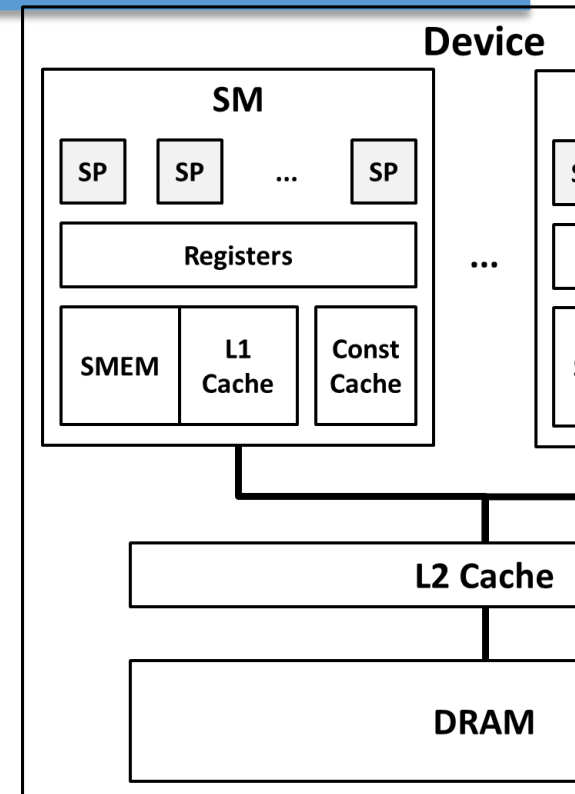 Device
SM
SP SP ... SP
Registers
...
SMEM
L1
Cache
Const
Cache
L2 Cache
DRAM